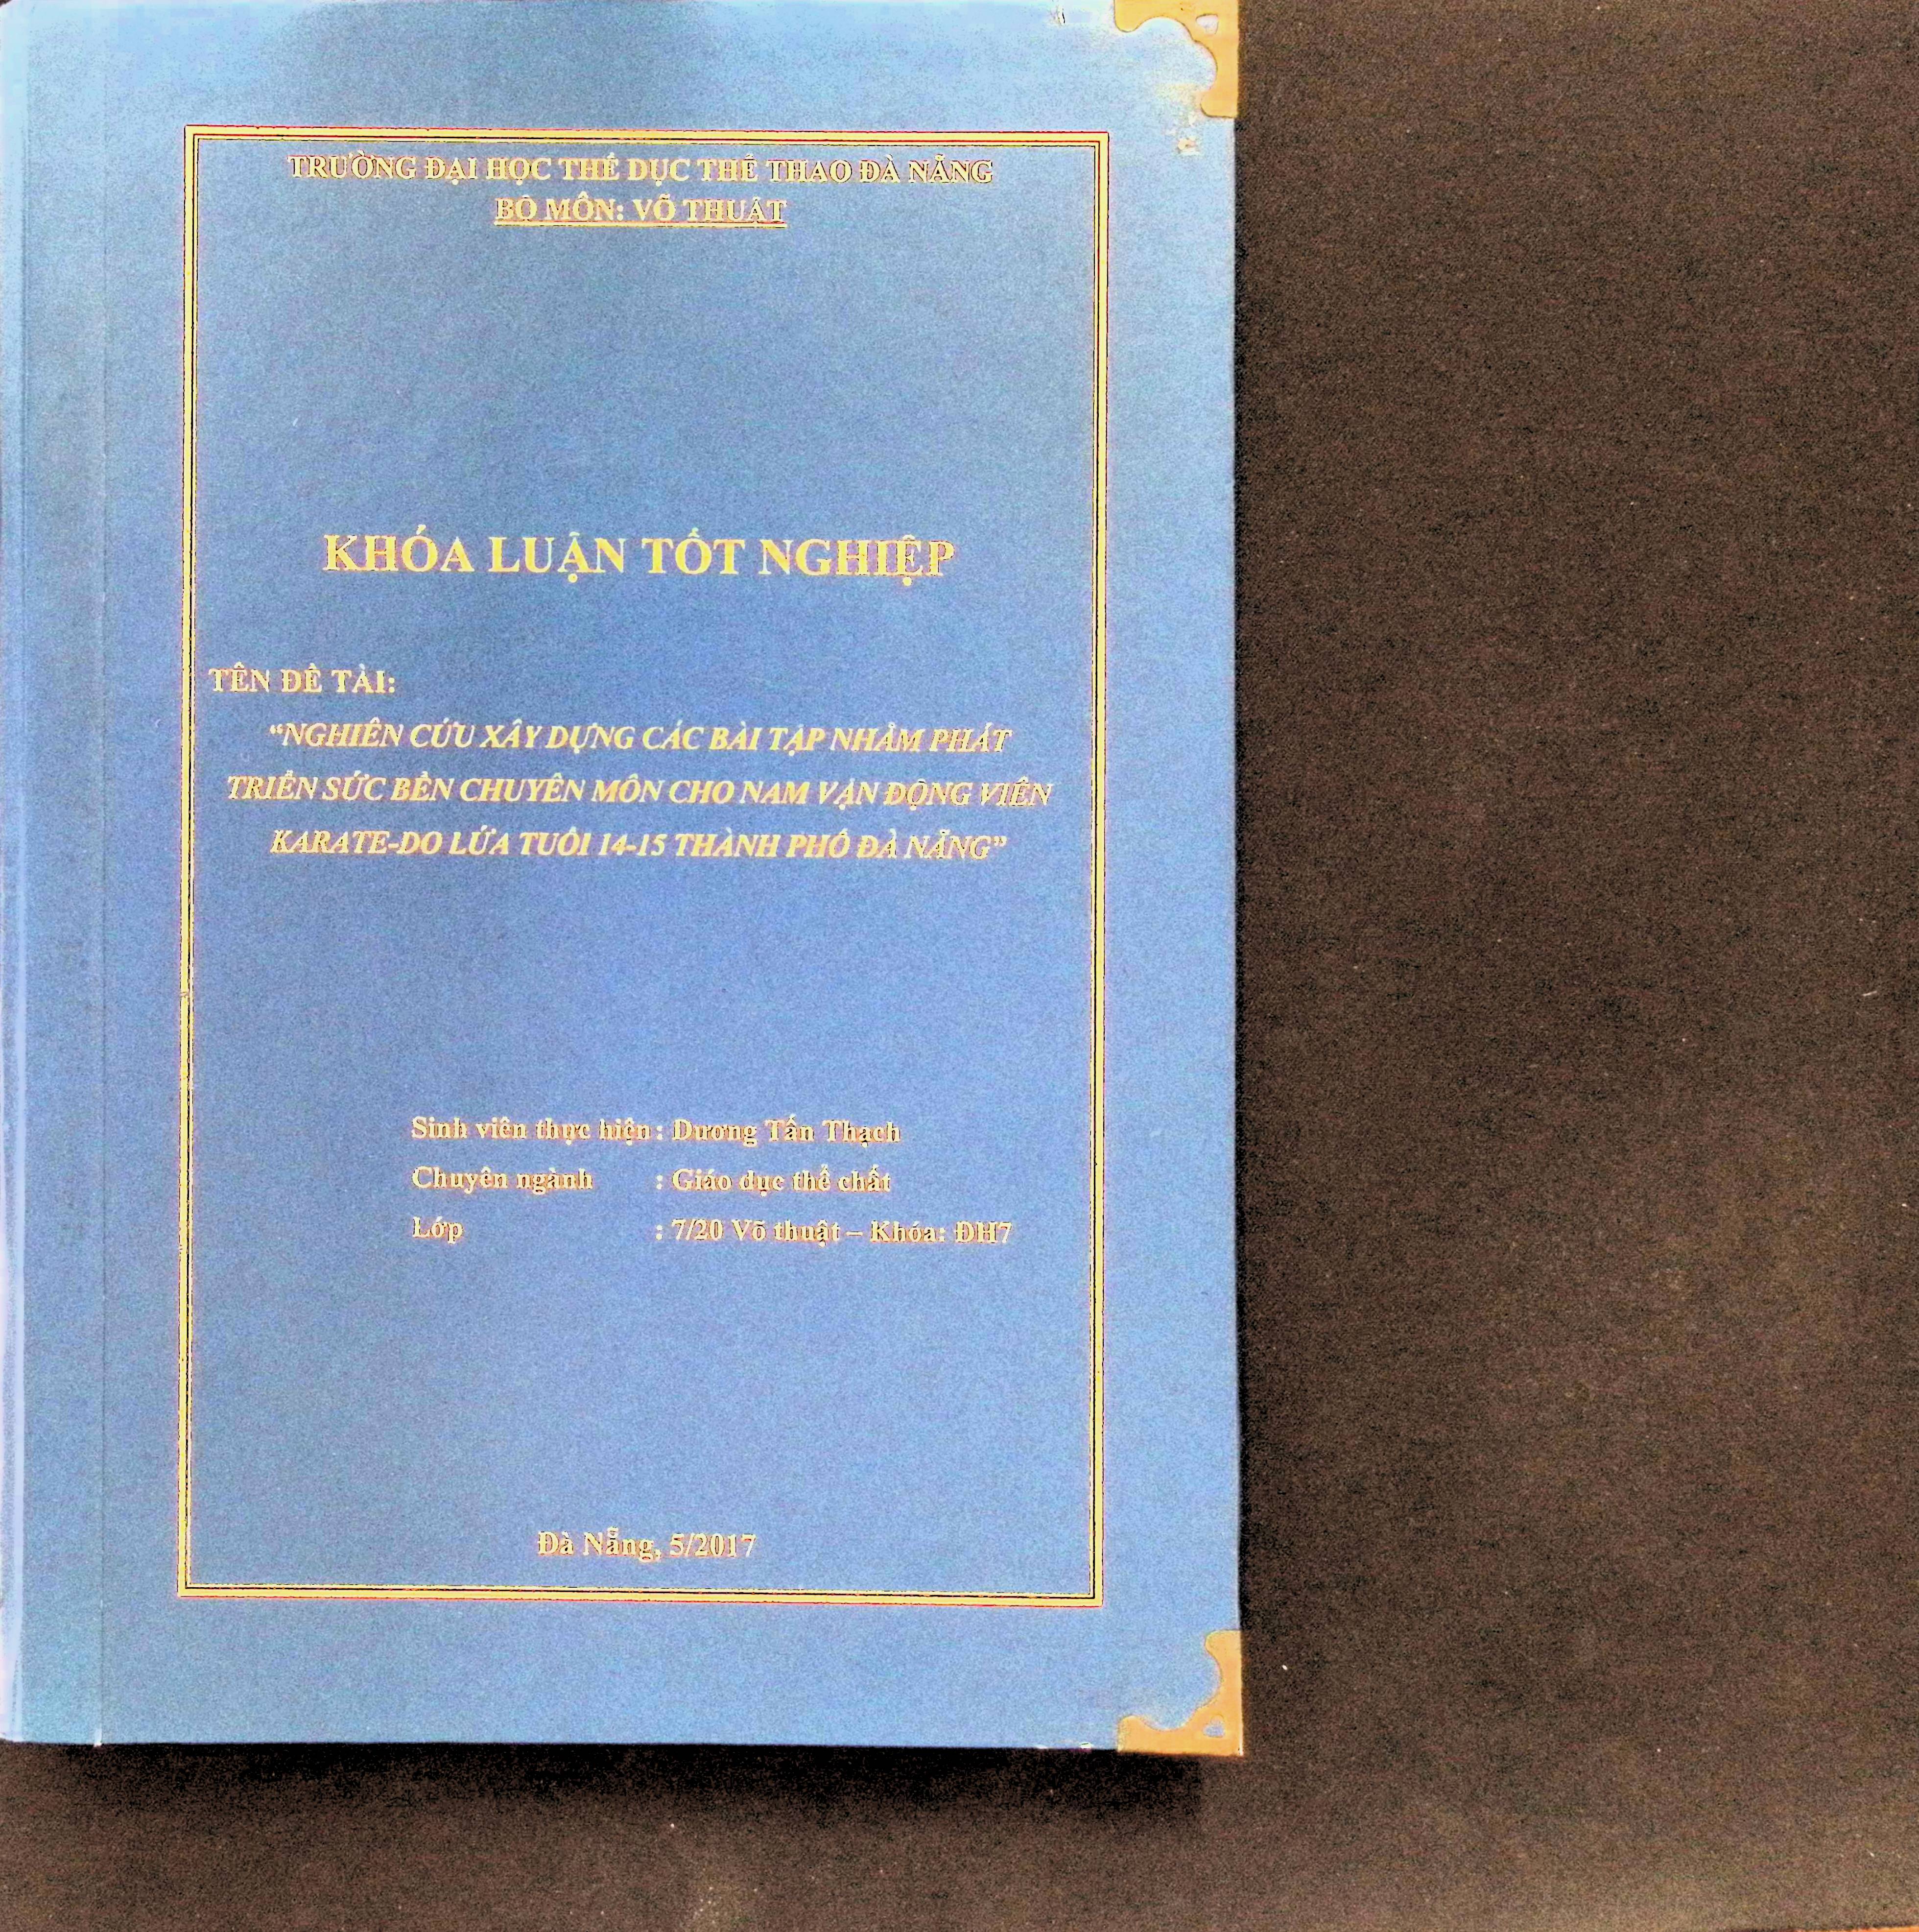 TRƯỜNG ĐẠI HỌC THỂ DỤC THỂ THAO ĐÀ NẴNG
BỘ MÔN: VÕ THUẬT
KHÓA LUẬN TỐT NGHIỆP
TÊN ĐỀ TÀI:
“NGHIÊN CỨU XÂY DỰNG CÁC BÀI TẬP NHẰM PHÁT
TRIỂN SỨC BỀN CHUYÊN MÔN CHO NAM VẬN ĐỘNG VIÊN
KARATE-DO LỨA TUỔI 14-15 THÀNH PHỐ ĐÀ NẴNG”
Sinh viên thực hiện : Dương Tấn Thạch
Chuyên ngành : Giáo dục thể chất
Lớp : 7/20 Võ thuật – Khóa: ĐH7
Đà Nẵng, 5/2017